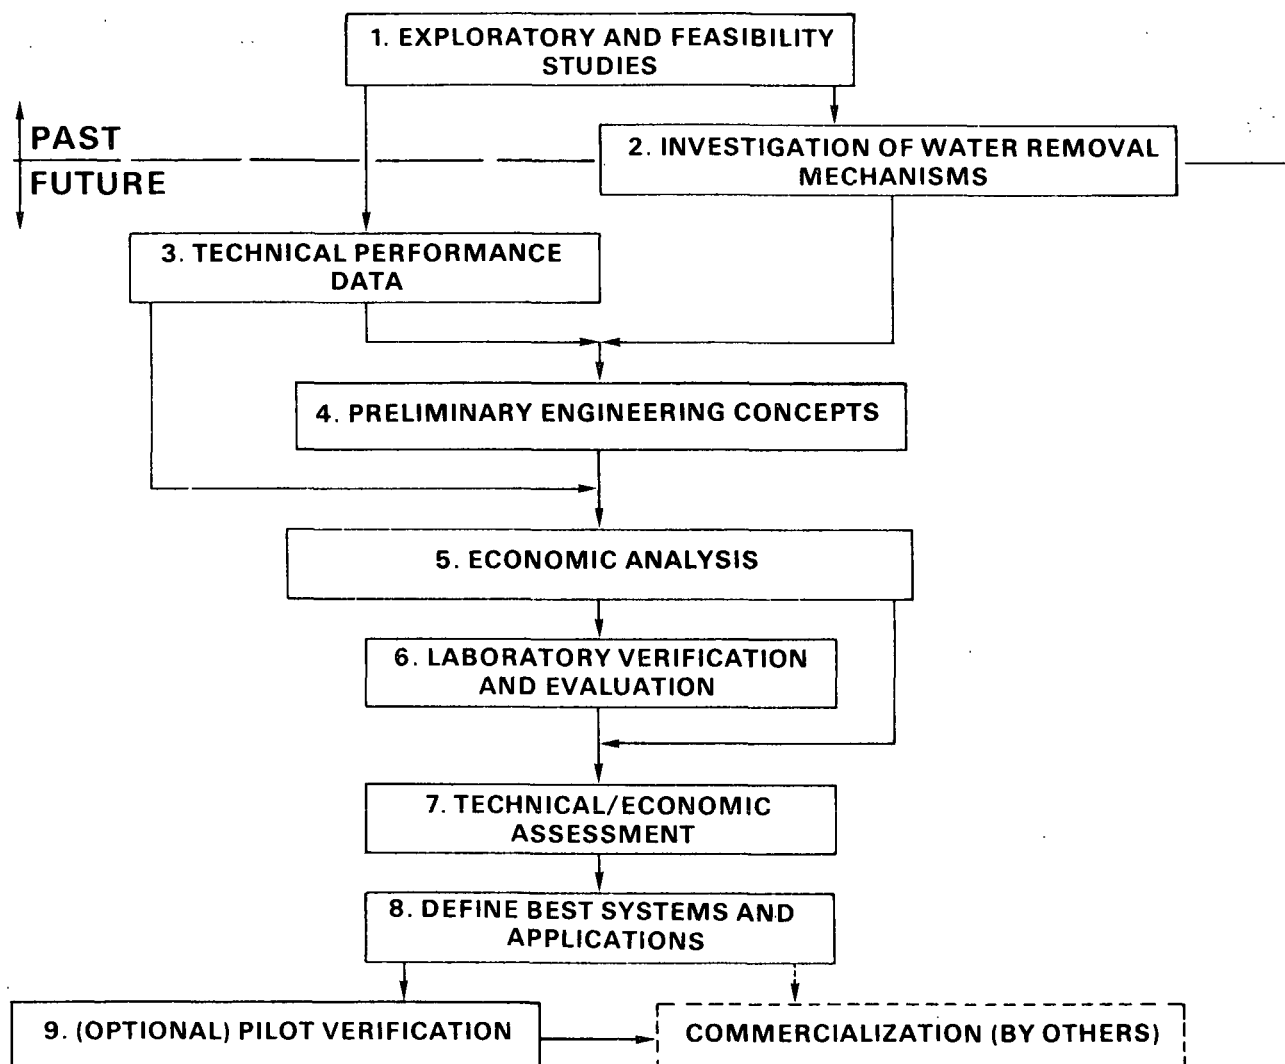 1. EXPLORATORY AND FEASIBILITY
STUDIES
PAST
FUTURE
2. INVESTIGATION OF WATER REMOVAL
MECHANISMS
3. TECHNICAL PERFORMANCE
DATA
4. PRELIMINARY ENGINEERING CONCEPTS
5. ECONOMIC ANALYSIS
6. LABORATORY VERIFICATION
AND EVALUATION
7. TECHNICAL/ECONOMIC
ASSESSMENT
8. DEFINE BEST SYSTEMS AND
APPLICATIONS
9. (OPTIONAL) PILOT VERIFICATION
COMMERCIALIZATION (BY OTHERS)